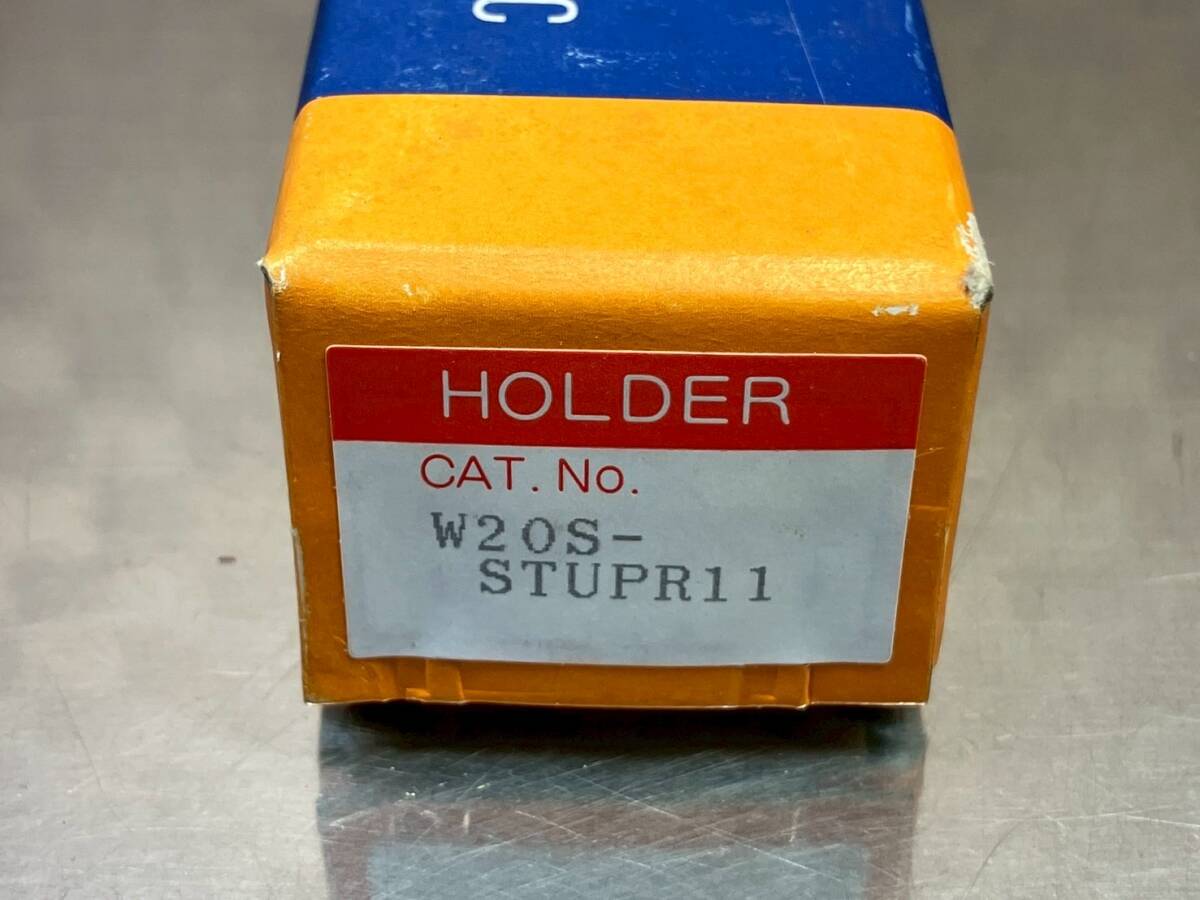 C
HOLDER
CAT. No.
W20S-
STUPR11